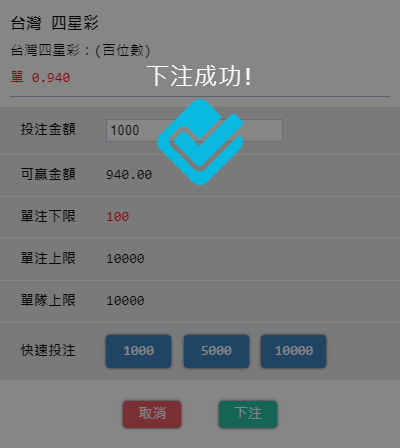 台灣 四星彩
台灣四星彩：(百位數)
單 0.940
下注成功!
投注金額 1000
可贏金額 940.00
單注下限 100
單注上限 10000
單隊上限 10000
快速投注 1000 5000 10000
取消 下注